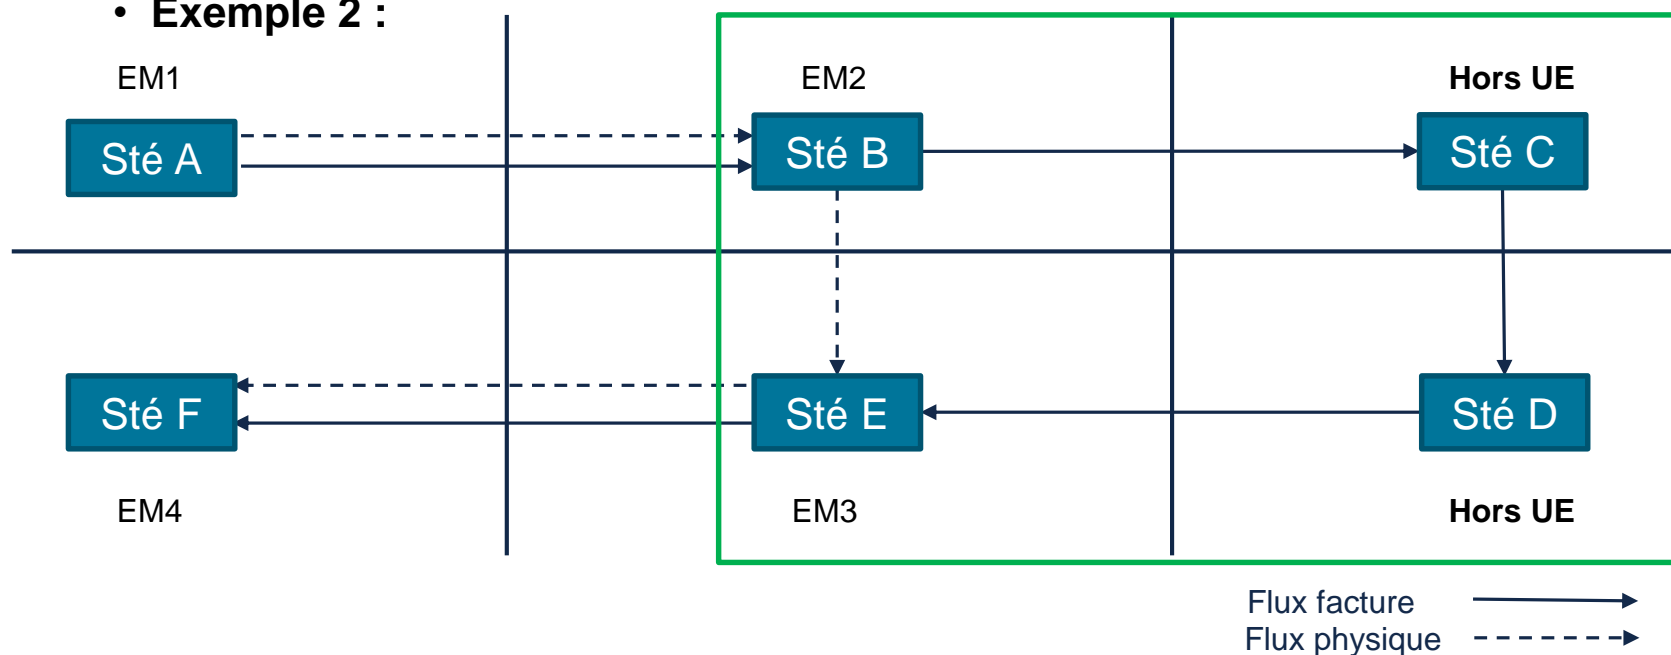 • Exemple 2 :
EM1
EM2
Hors UE
Sté A
Sté B
Sté C
Sté F
Sté E
Sté D
EM4
EM3
Hors UE
Flux facture
Flux physique